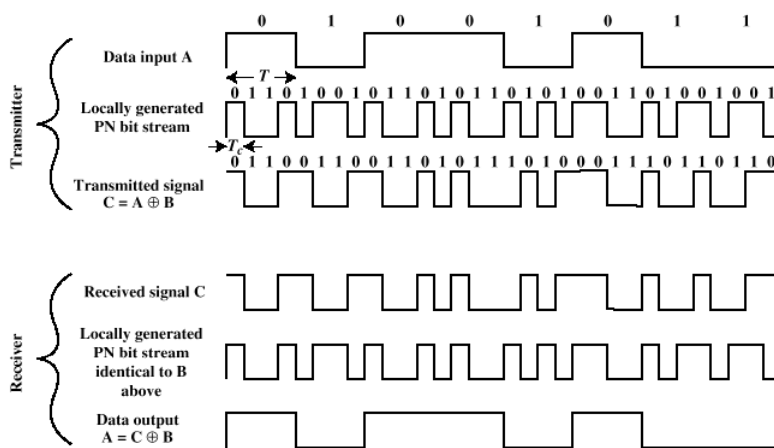 0 1 0 0 1 0 1 1
Data input A
T
0 1 1 0 1 0 0 1 0 1 1 0 1 0 1 1 0 1 0 1 0 0 1 1 0 1 0 0 1 0 0 1
Locally generated
PN bit stream
Transmitter
Tc
0 1 1 0 0 1 1 0 0 1 1 0 1 0 1 1 1 0 1 0 0 0 1 1 1 0 1 1 0 1 1 0
Transmitted signal
C = A ⊕ B
Received signal C
Locally generated
PN bit stream
identical to B
above
Receiver
Data output
A = C ⊕ B